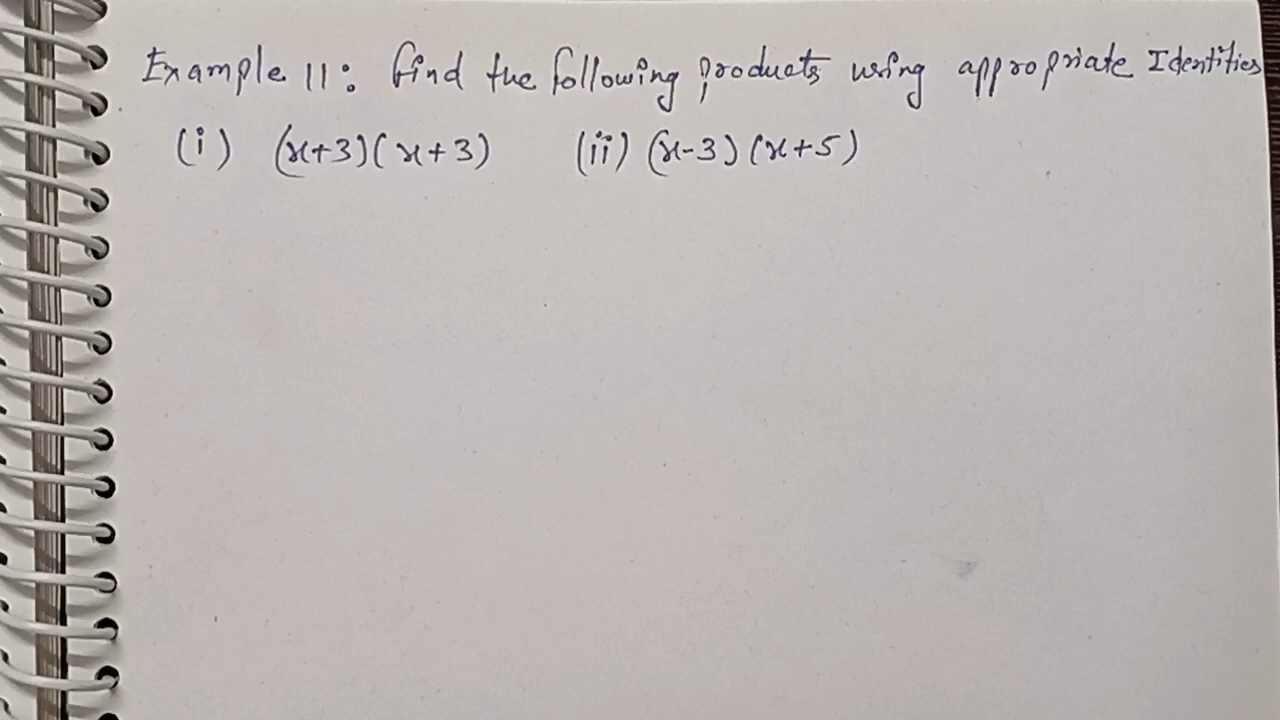 Example 11: find the following products using appropriate Identities
(i) (x+3)(x+3) (ii) (x-3)(x+5)